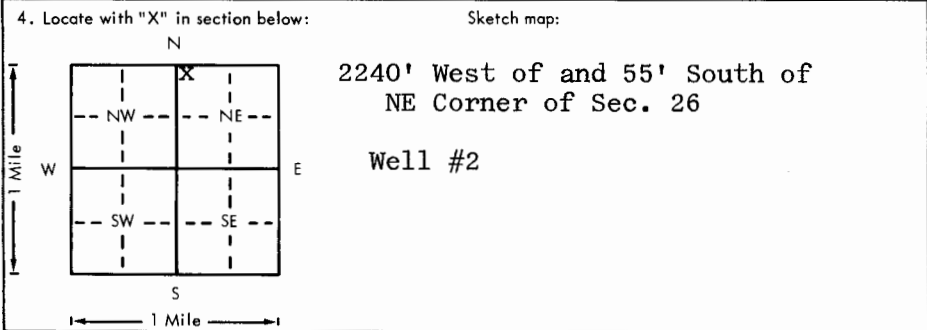 4. Locate with "X" in section below:
Sketch map:
N
X
2240' West of and 55' South of
NE Corner of Sec. 26
-- NW -- -- NE --
Well #2
1 Mile
W
E
-- SW -- -- SE --
S
1 Mile